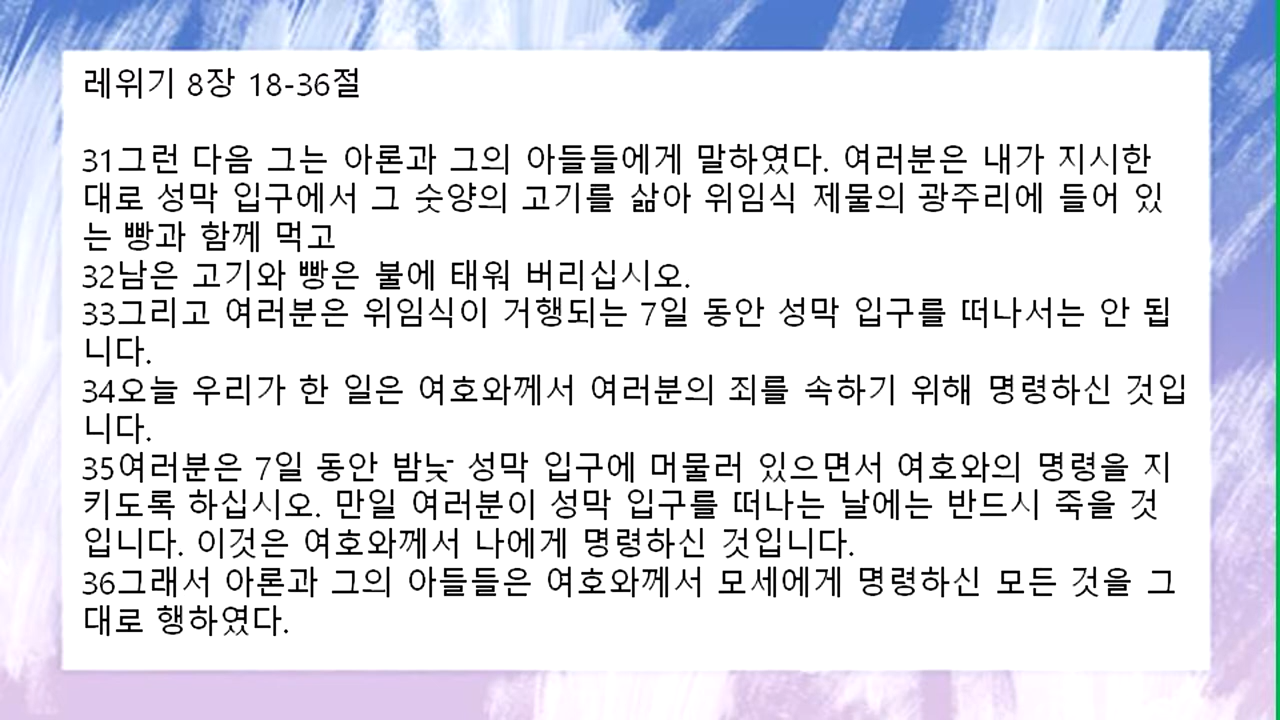 레위기 8장 18-36절
31그런 다음 그는 아론과 그의 아들들에게 말하였다. 여러분은 내가 지시한
대로 성막 입구에서 그 숫양의 고기를 삶아 위임식 제물의 광주리에 들어 있
는 빵과 함께 먹고
32남은 고기와 빵은 불에 태워 버리십시오.
33그리고 여러분은 위임식이 거행되는 7일 동안 성막 입구를 떠나서는 안 됩
니다.
34오늘 우리가 한 일은 여호와께서 여러분의 죄를 속하기 위해 명령하신 것입
니다.
35여러분은 7일 동안 밤낮 성막 입구에 머물러 있으면서 여호와의 명령을 지
키도록 하십시오. 만일 여러분이 성막 입구를 떠나는 날에는 반드시 죽을 것
입니다. 이것은 여호와께서 나에게 명령하신 것입니다.
36그래서 아론과 그의 아들들은 여호와께서 모세에게 명령하신 모든 것을 그
대로 행하였다.